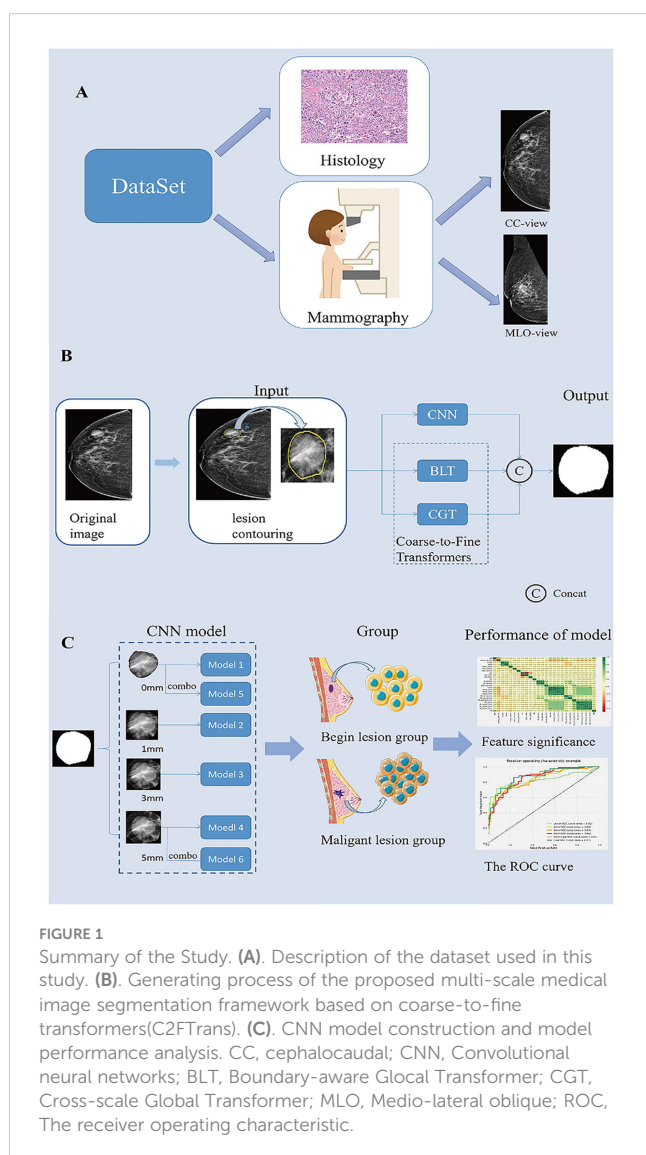 A
DataSet
Histology
Mammography
CC-view
MLO-view
B
Input
Output
Original
image
lesion
contouring
CNN
BLT
CGT
C
Coarse-to-Fine
Transformers
C Concat
C
CNN model
Group
Performance of model
0mm
combo
Model 1
Model 5
1mm
Model 2
3mm
Model 3
5mm
combo
Moedl 4
Model 6
Begin lesion group
Maligant lesion group
Feature significance
Receiver operating characteristic example
The ROC curve
FIGURE 1
Summary of the Study. (A). Description of the dataset used in this
study. (B). Generating process of the proposed multi-scale medical
image segmentation framework based on coarse-to-fine
transformers(C2FTrans). (C). CNN model construction and model
performance analysis. CC, cephalocaudal; CNN, Convolutional
neural networks; BLT, Boundary-aware Glocal Transformer; CGT,
Cross-scale Global Transformer; MLO, Medio-lateral oblique; ROC,
The receiver operating characteristic.